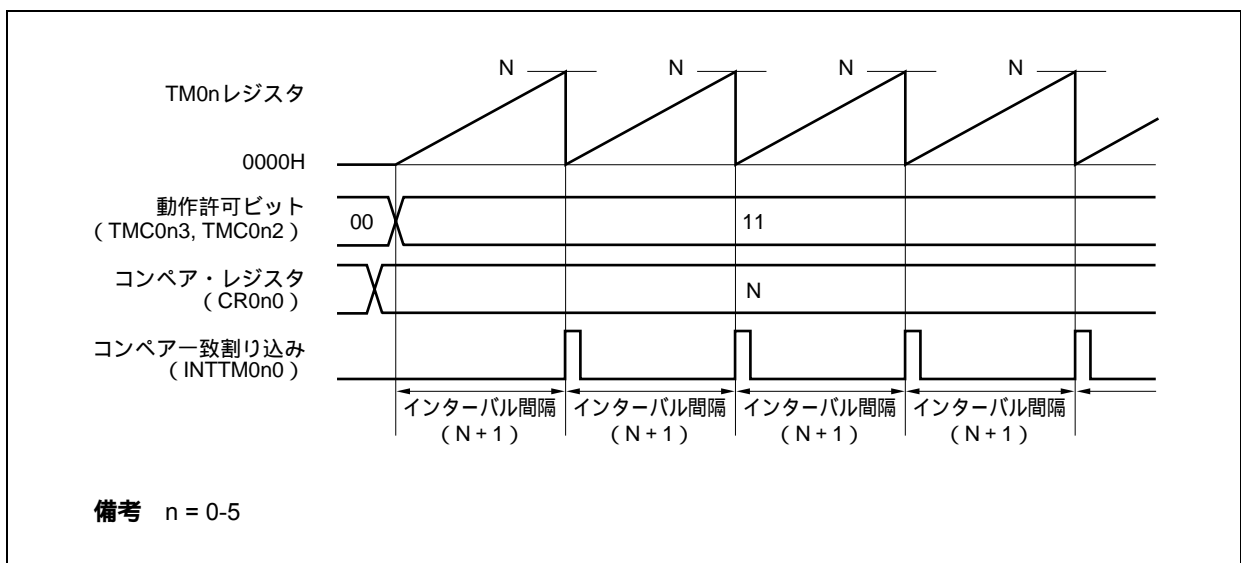 N N N N
TM0nレジスタ
0000H
動作許可ビット
（TMC0n3, TMC0n2）
00 11
コンペア・レジスタ
（CR0n0）
N
コンペア一致割り込み
（INTTM0n0）
インターバル間隔 インターバル間隔 インターバル間隔 インターバル間隔
（N + 1） （N + 1） （N + 1） （N + 1）
備考 n = 0-5